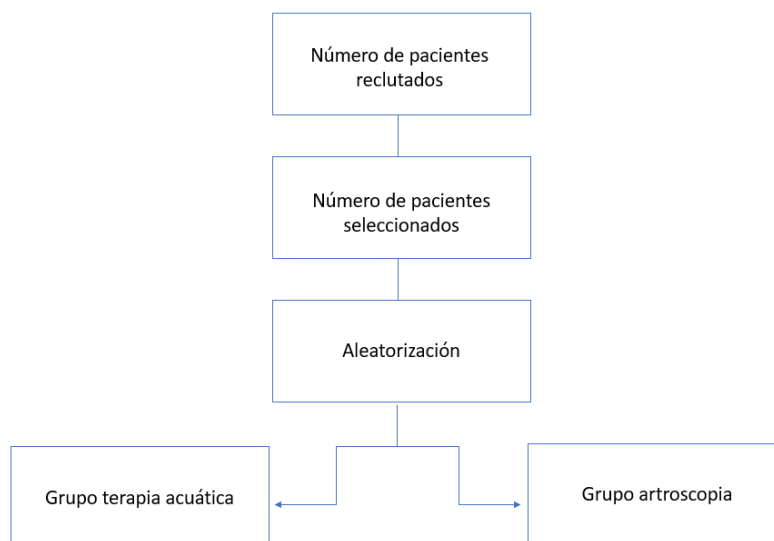 Número de pacientes
reclutados
Número de pacientes
seleccionados
Aleatorización
Grupo terapia acuática
Grupo artroscopia